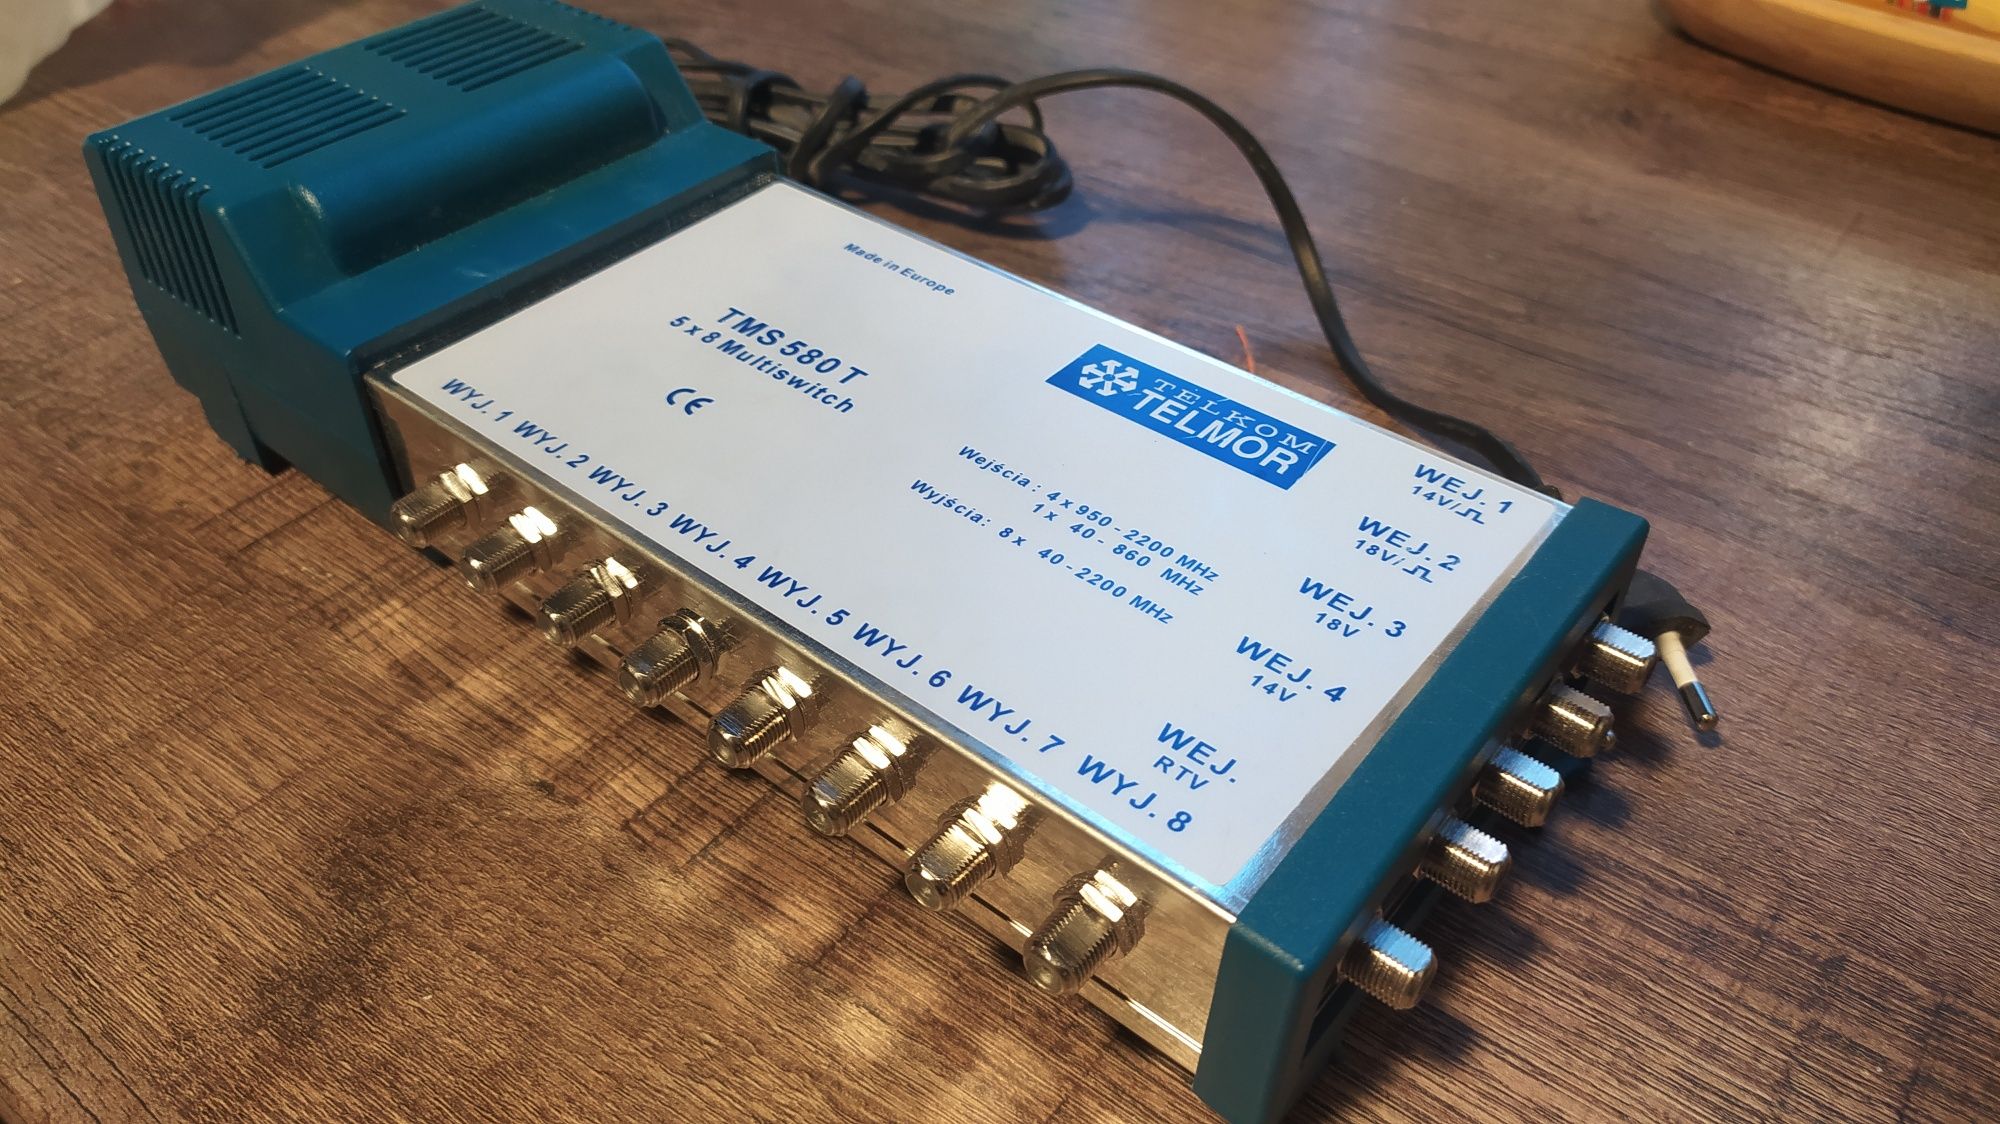 Made in Europe
TMS 580 T
5 x 8 Multiswitch
CE
TELKOM
TELMOR
Wejścia: 4 x 950 - 2200 MHz
1 x 40 - 860 MHz
Wyjścia: 8 x 40 - 2200 MHz
WEJ. 1
14V/
WEJ. 2
18V/
WEJ. 3
18V
WEJ. 4
14V
WEJ.
RTV
WYJ. 1 WYJ. 2 WYJ. 3 WYJ. 4 WYJ. 5 WYJ. 6 WYJ. 7 WYJ. 8